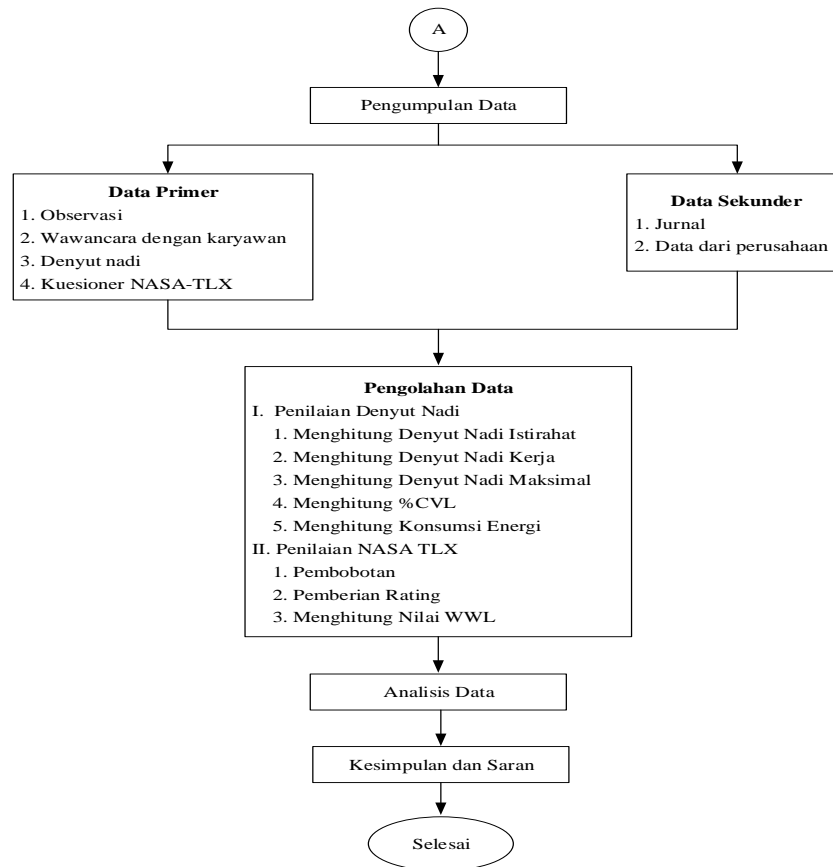 A
Pengumpulan Data
Data Primer
1. Observasi
2. Wawancara dengan karyawan
3. Denyut nadi
4. Kuesioner NASA-TLX
Data Sekunder
1. Jurnal
2. Data dari perusahaan
Pengolahan Data
I. Penilaian Denyut Nadi
1. Menghitung Denyut Nadi Istirahat
2. Menghitung Denyut Nadi Kerja
3. Menghitung Denyut Nadi Maksimal
4. Menghitung %CVL
5. Menghitung Konsumsi Energi
II. Penilaian NASA TLX
1. Pembobotan
2. Pemberian Rating
3. Menghitung Nilai WWL
Analisis Data
Kesimpulan dan Saran
Selesai